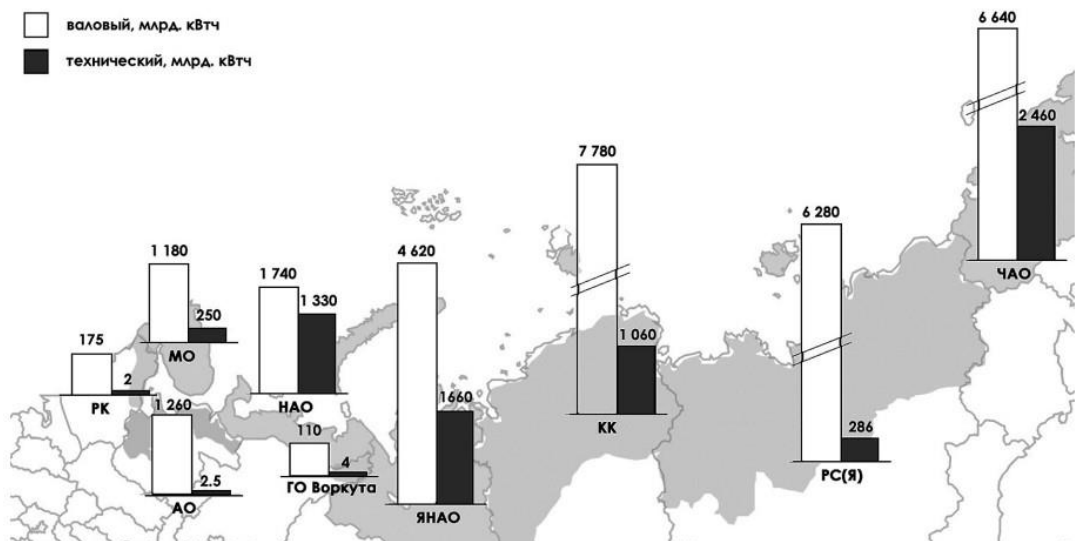 валовый, млрд. кВтч
технический, млрд. кВтч
6 640
2 460
ЧАО
7 780
1 060
КК
6 280
286
РС(Я)
4 620
1660
ЯНАО
1 180
250
МО
1 740
1 330
НАО
175
2
РК
1 260
2.5
АО
110
4
ГО Воркута